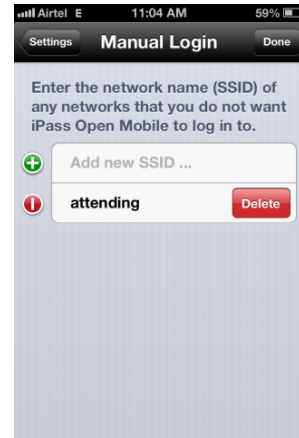 Airtel E 11:04 AM 59%
Settings Manual Login Done
Enter the network name (SSID) of
any networks that you do not want
iPass Open Mobile to log in to.
Add new SSID ...
attending Delete